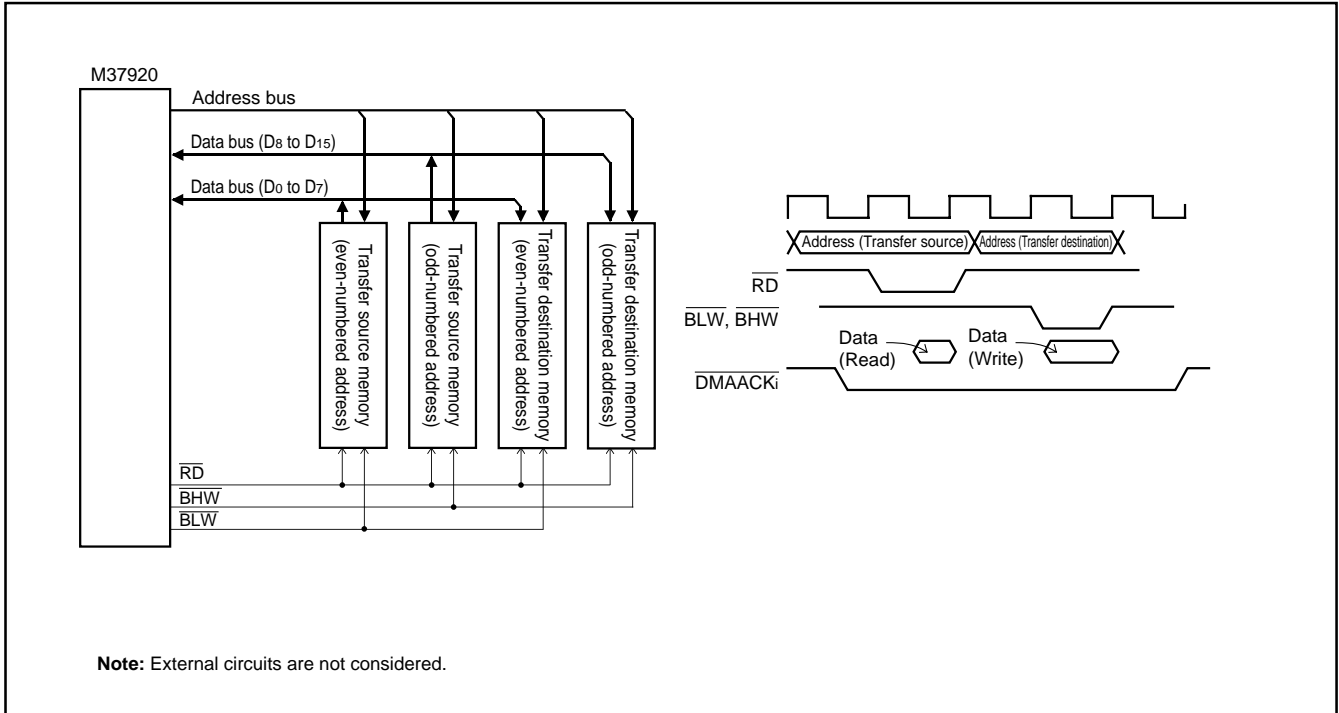 M37920
Address bus
Data bus (D8 to D15)
Data bus (D0 to D7)
Transfer source memory
(even-numbered address)
Transfer source memory
(odd-numbered address)
Transfer destination memory
(even-numbered address)
Transfer destination memory
(odd-numbered address)
RD
BHW
BLW
Address (Transfer source)
Address (Transfer destination)
RD
BLW, BHW
Data
(Read)
Data
(Write)
DMAACKi
Note: External circuits are not considered.